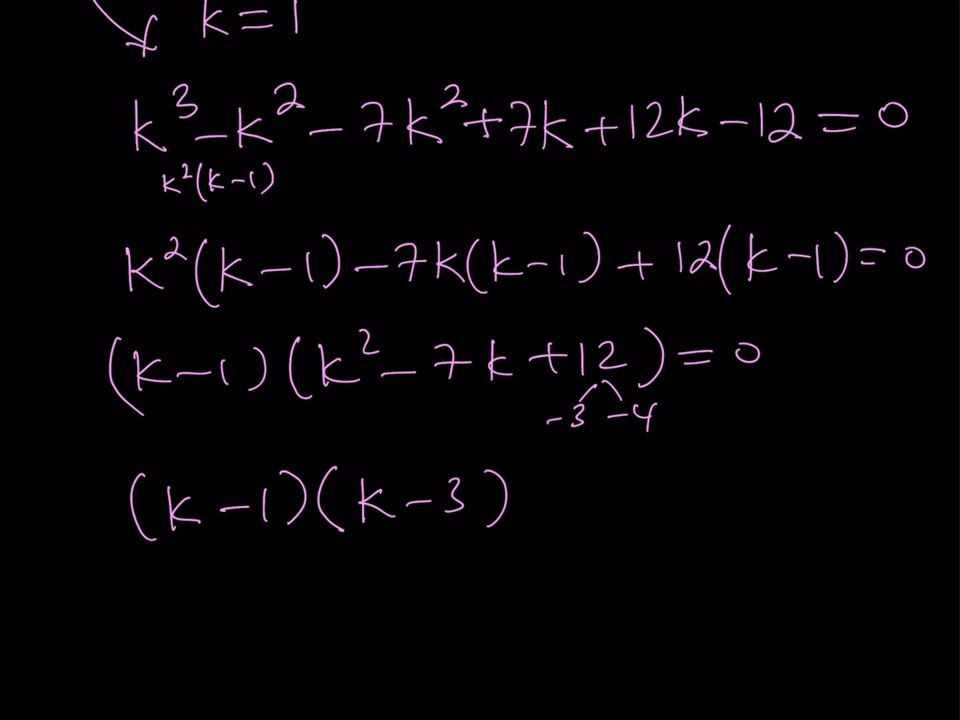 k=1
k³-k²-7k²+7k+12k-12=0
k²(k-1)
k²(k-1)-7k(k-1)+12(k-1)=0
(k-1)(k²-7k+12)=0
-3 -4
(k-1)(k-3)